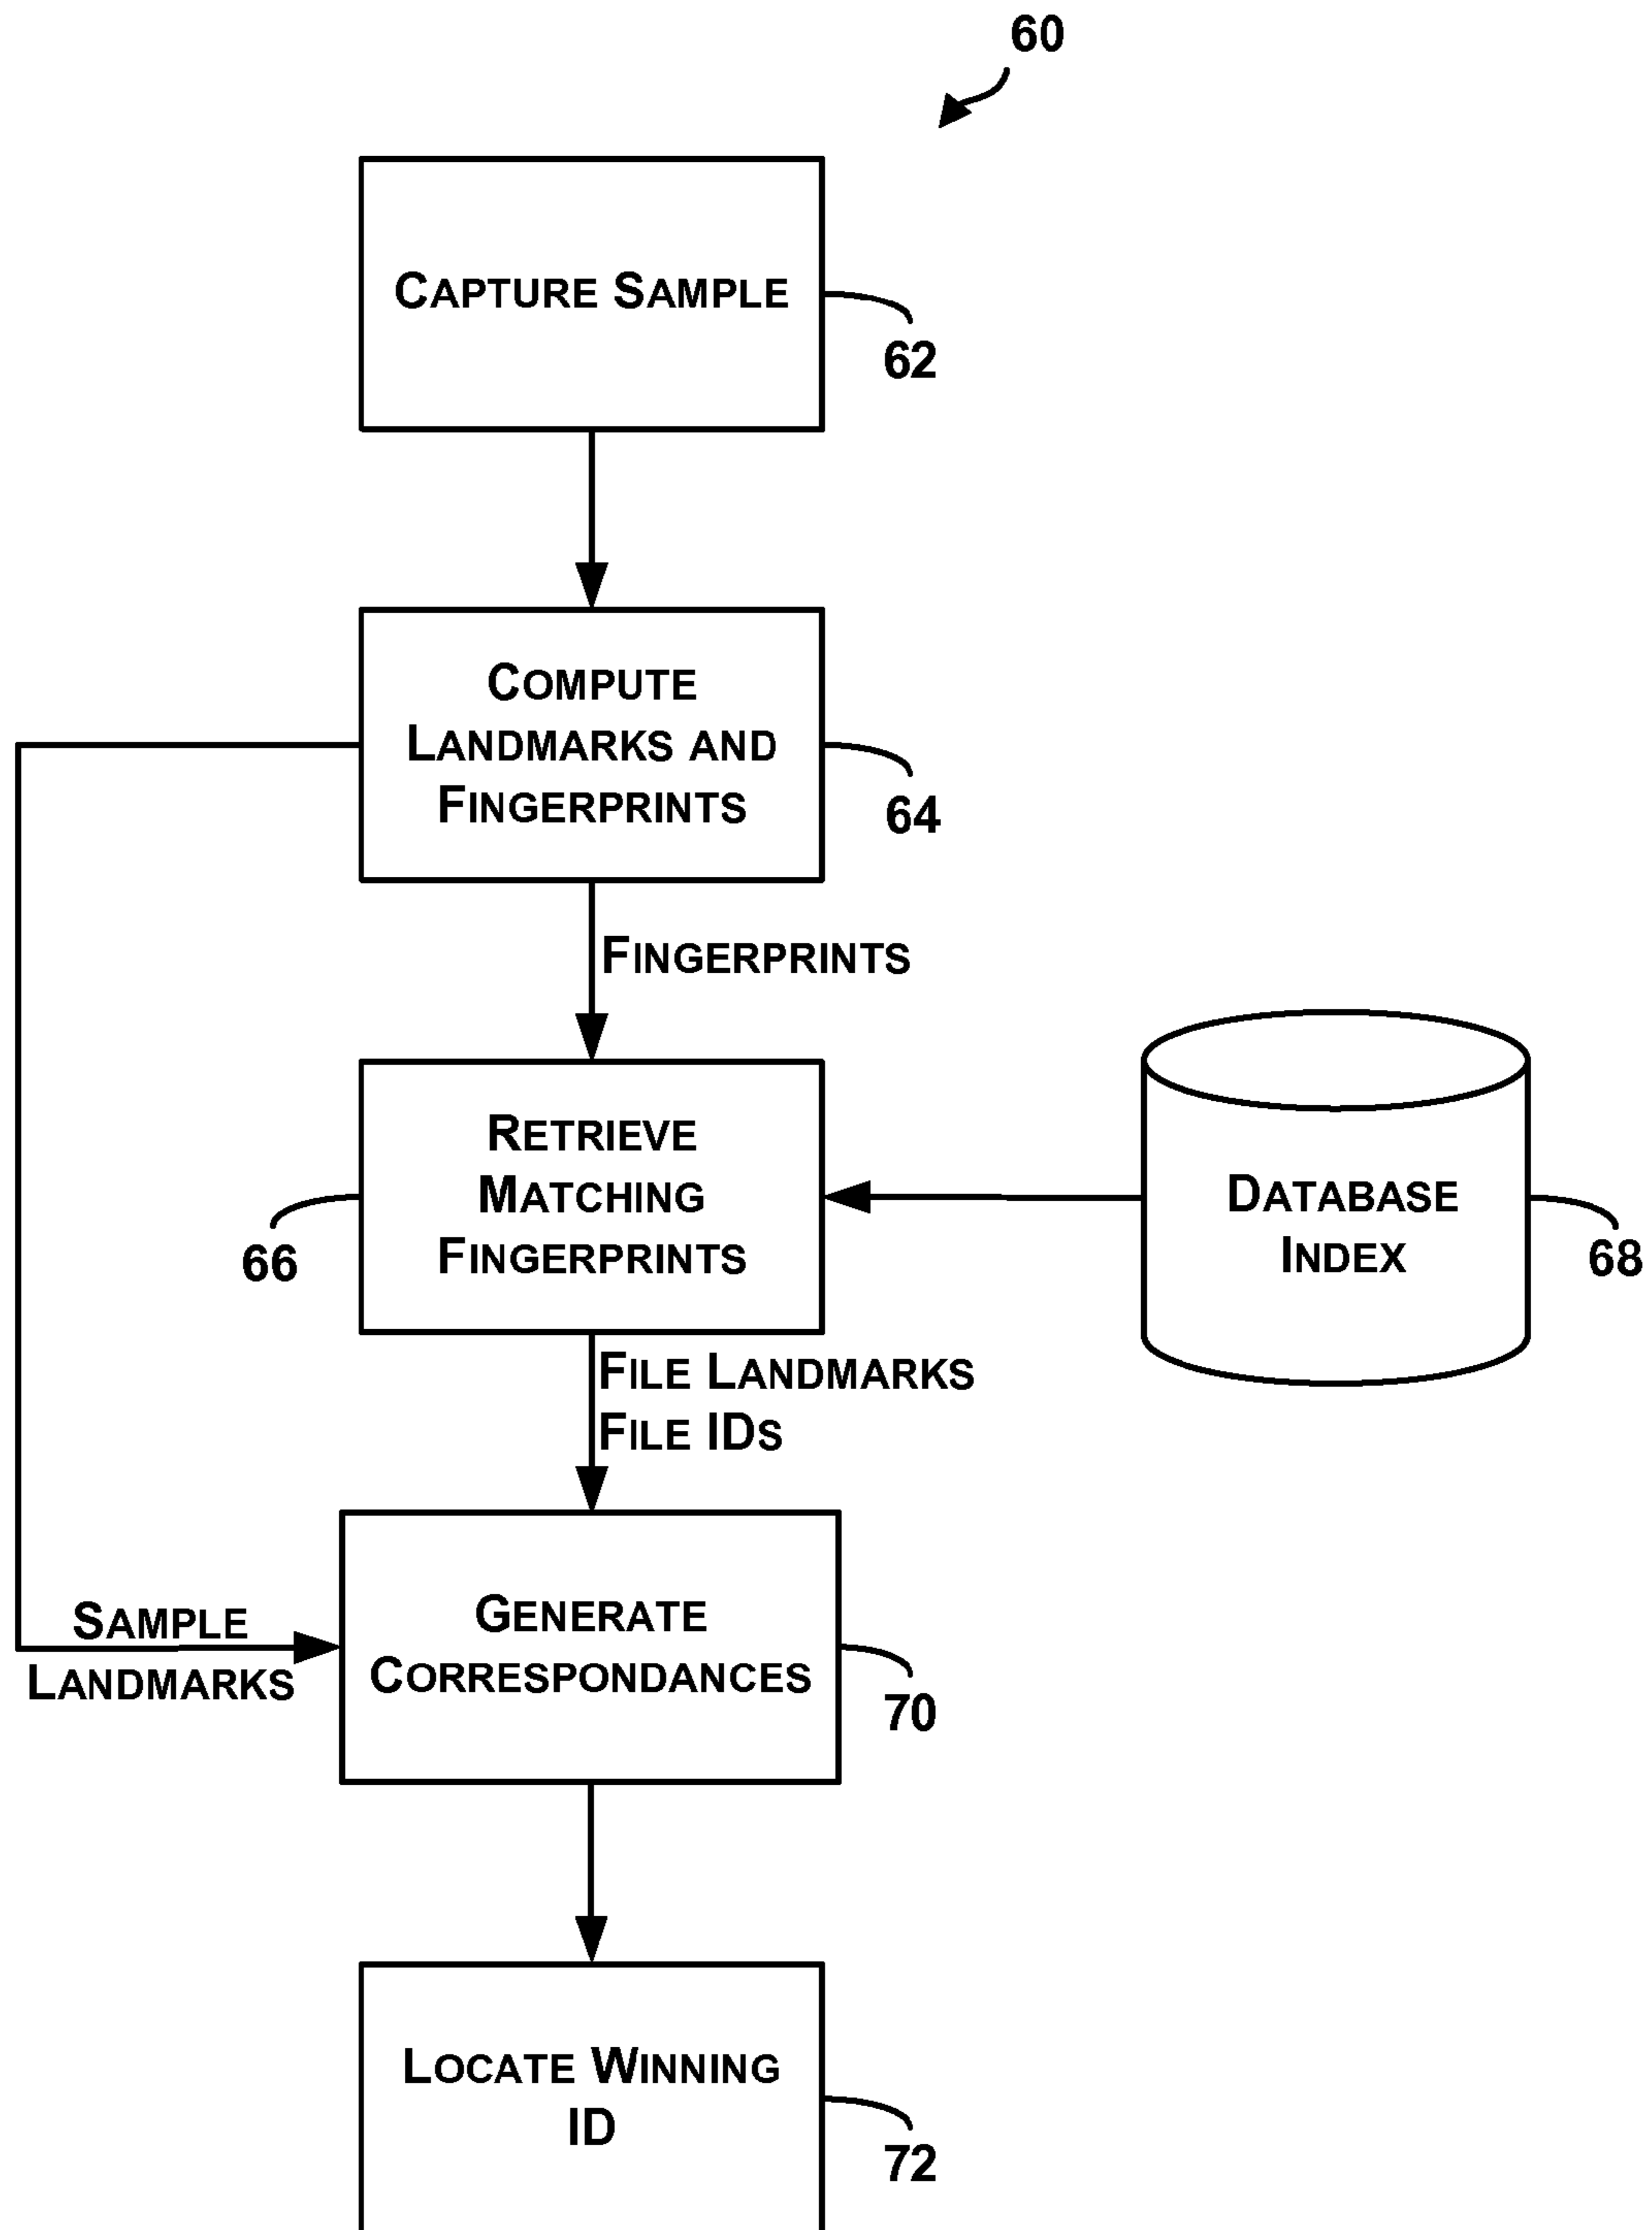 60
CAPTURE SAMPLE
62
COMPUTE
LANDMARKS AND
FINGERPRINTS
64
FINGERPRINTS
RETRIEVE
MATCHING
FINGERPRINTS
66
DATABASE
INDEX
68
FILE LANDMARKS
FILE IDS
SAMPLE
LANDMARKS
GENERATE
CORRESPONDANCES
70
LOCATE WINNING
ID
72